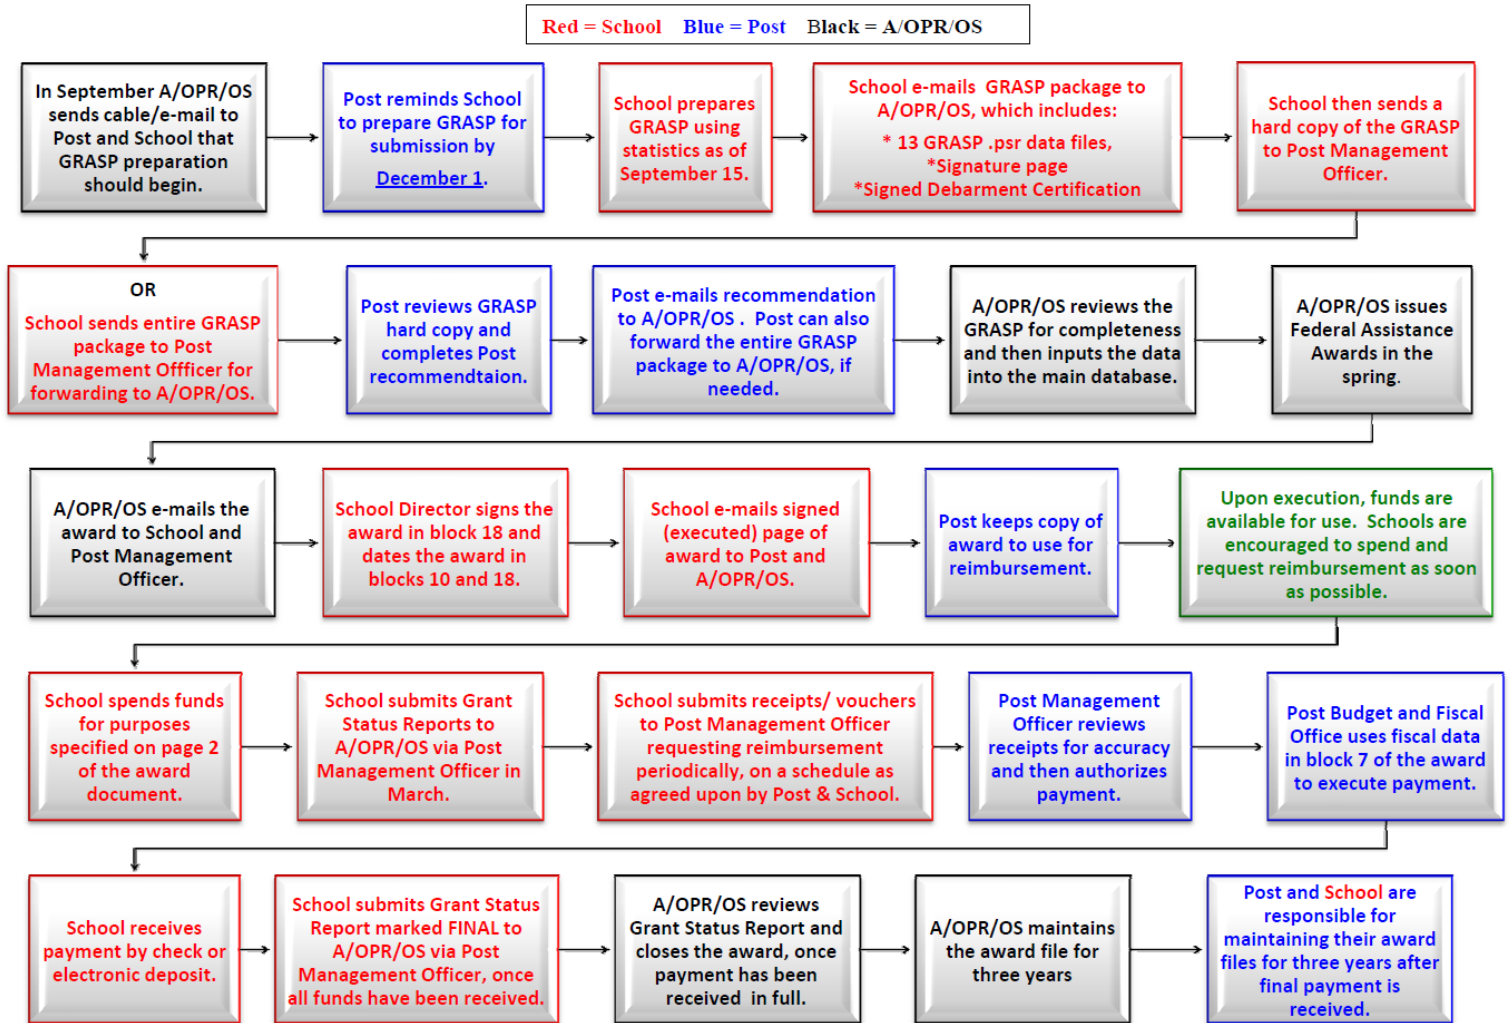 Red = School Blue = Post Black = A/OPR/OS
In September A/OPR/OS
sends cable/e-mail to
Post and School that
GRASP preparation
should begin.
Post reminds School
to prepare GRASP for
submission by
December 1.
School prepares
GRASP using
statistics as of
September 15.
School e-mails GRASP package to
A/OPR/OS, which includes:
* 13 GRASP .psr data files,
*Signature page
*Signed Debarment Certification
School then sends a
hard copy of the GRASP
to Post Management
Officer.
OR
School sends entire GRASP
package to Post
Management Offficer for
forwarding to A/OPR/OS.
Post reviews GRASP
hard copy and
completes Post
recommendtaion.
Post e-mails recommendation
to A/OPR/OS . Post can also
forward the entire GRASP
package to A/OPR/OS, if
needed.
A/OPR/OS reviews the
GRASP for completeness
and then inputs the data
into the main database.
A/OPR/OS issues
Federal Assistance
Awards in the
spring.
A/OPR/OS e-mails the
award to School and
Post Management
Officer.
School Director signs the
award in block 18 and
dates the award in
blocks 10 and 18.
School e-mails signed
(executed) page of
award to Post and
A/OPR/OS.
Post keeps copy of
award to use for
reimbursement.
Upon execution, funds are
available for use. Schools are
encouraged to spend and
request reimbursement as soon
as possible.
School spends funds
for purposes
specified on page 2
of the award
document.
School submits Grant
Status Reports to
A/OPR/OS via Post
Management Officer in
March.
School submits receipts/ vouchers
to Post Management Officer
requesting reimbursement
periodically, on a schedule as
agreed upon by Post & School.
Post Management
Officer reviews
receipts for accuracy
and then authorizes
payment.
Post Budget and Fiscal
Office uses fiscal data
in block 7 of the award
to execute payment.
School receives
payment by check or
electronic deposit.
School submits Grant Status
Report marked FINAL to
A/OPR/OS via Post
Management Officer, once
all funds have been received.
A/OPR/OS reviews
Grant Status Report and
closes the award, once
payment has been
received in full.
A/OPR/OS maintains
the award file for
three years
Post and School are
responsible for
maintaining their award
files for three years after
final payment is
received.